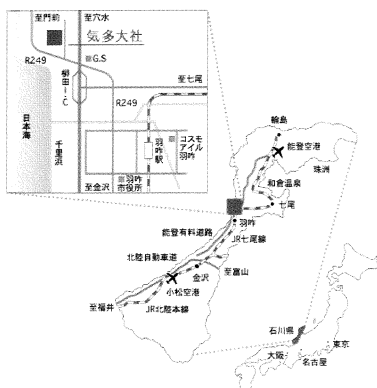 至門前
至穴水
気多大社
R249
G.S
柳田I.C
至七尾
R249
日本海
千里浜
羽咋駅
コスモアイル羽咋
至金沢
羽咋市役所
輪島
能登空港
珠洲
和倉温泉
七尾
羽咋
能登有料道路
JR七尾線
北陸自動車道
金沢
至富山
小松空港
至福井
JR北陸本線
石川県
東京
大阪
名古屋